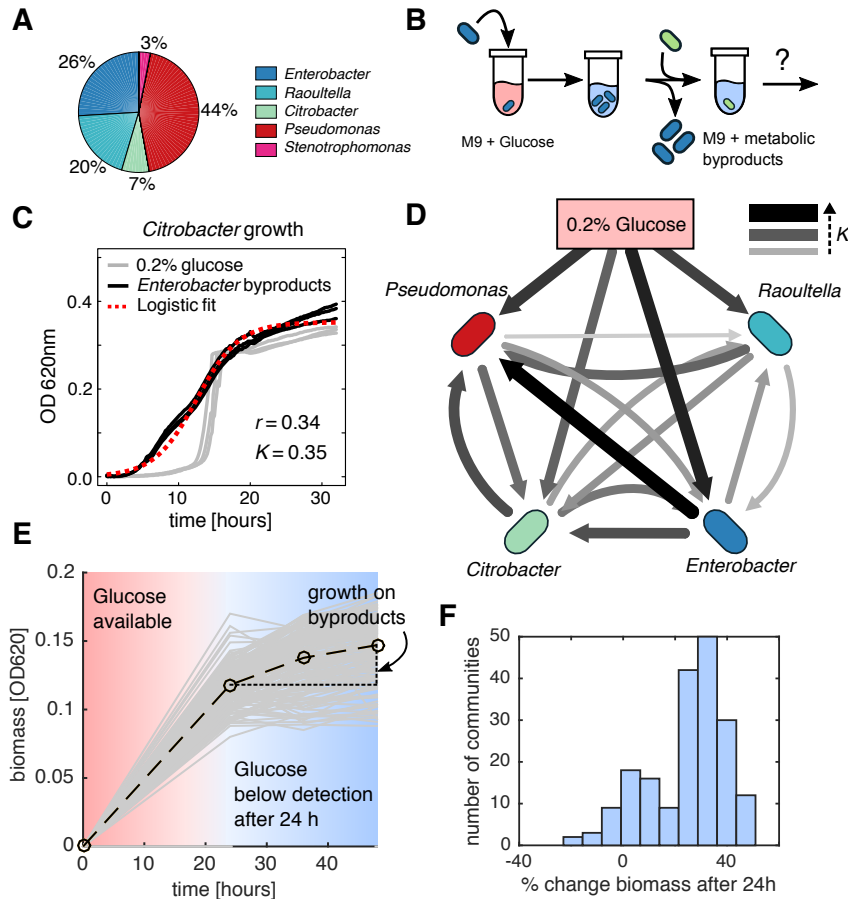 A
3%
26%
44%
20%
7%
Enterobacter
Raoultella
Citrobacter
Pseudomonas
Stenotrophomonas
B
?
M9 + Glucose
M9 + metabolic
byproducts
C
Citrobacter growth
0.2% glucose
Enterobacter byproducts
Logistic fit
OD 620nm
0.4
0.2
0.0
r = 0.34
K = 0.35
0
10
20
30
time [hours]
D
0.2% Glucose
K
Pseudomonas
Raoultella
Citrobacter
Enterobacter
E
biomass [OD620]
0.2
0.15
0.1
0.05
0
Glucose
available
growth on
byproducts
Glucose
below detection
after 24 h
0
10
20
30
40
time [hours]
F
number of communities
50
40
30
20
10
0
-40
0
40
% change biomass after 24h